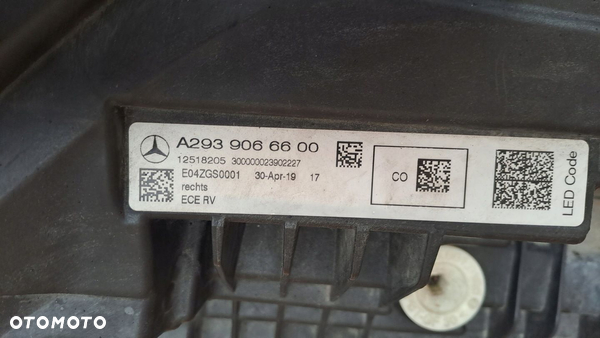 A293 906 66 00
12518205 300000023902227
E04ZGS0001 30-Apr-19 17
rechts
ECE RV
CO
LED Code
OTOMOTO